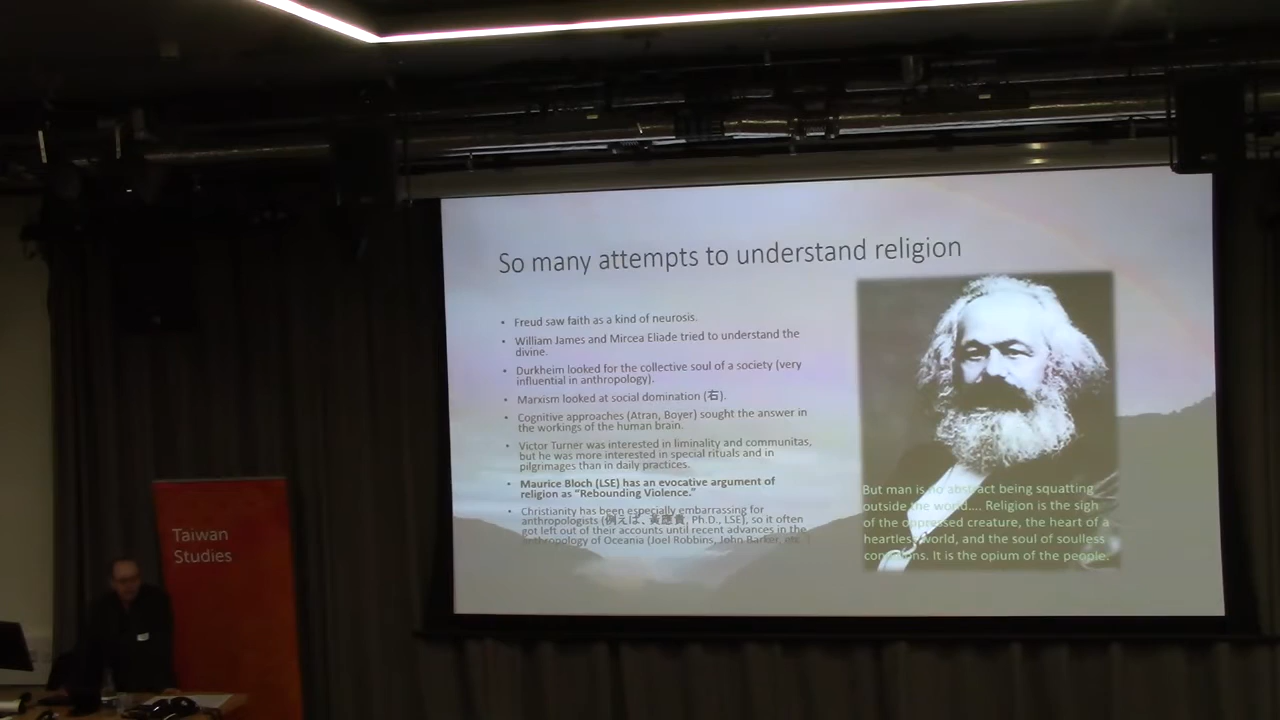 So many attempts to understand religion
• Freud saw faith as a kind of neurosis.
• William James and Mircea Eliade tried to understand the
divine.
• Durkheim looked for the collective soul of a society (very
influential in anthropology).
• Marxism looked at social domination (右).
• Cognitive approaches (Atran, Boyer) sought the answer in
the workings of the human brain.
• Victor Turner was interested in liminality and communitas,
but he was more interested in special rituals and in
pilgrimages than in daily practices.
• Maurice Bloch (LSE) has an evocative argument of
religion as “Rebounding Violence.”
• Christianity has been especially embarrassing for
anthropologists (例えば、黃應貴, Ph.D., LSE), so it often
got left out of their accounts until recent advances in the
anthropology of Oceania (Joel Robbins, John Barker, etc.)
But man is no abstract being squatting
outside the world.... Religion is the sigh
of the oppressed creature, the heart of a
heartless world, and the soul of soulless
conditions. It is the opium of the people.
Taiwan
Studies